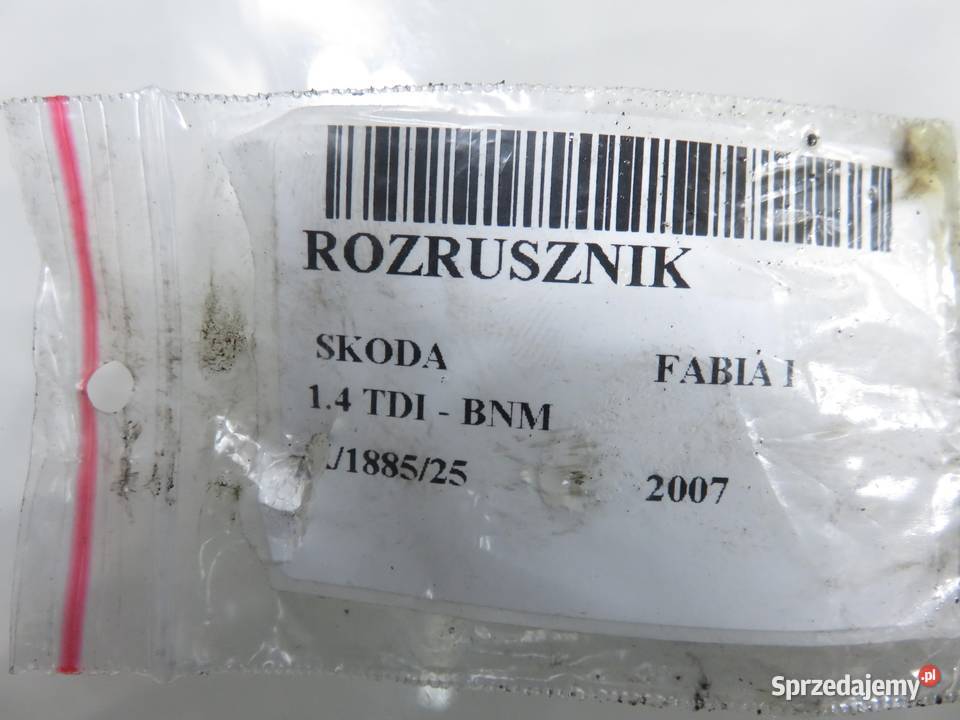 ROZRUSZNIK
SKODA FABIA I
1.4 TDI - BNM
/1885/25 2007
Sprzedajemy.pl